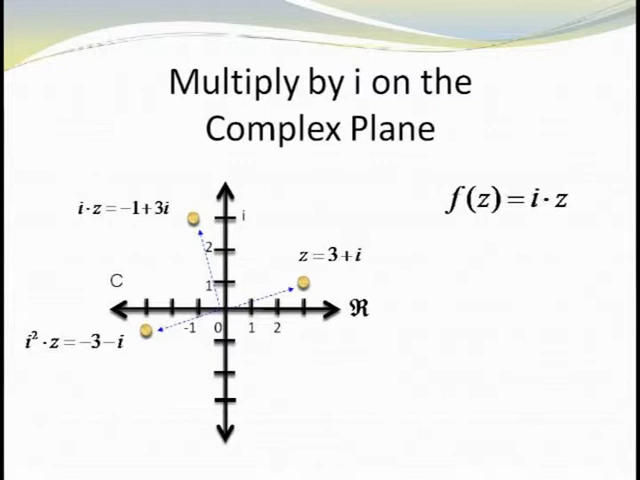 Multiply by i on the
Complex Plane
f(z) = i · z
i · z = −1+3i
i
2
z = 3+i
C
1
ℜ
-1 0 1 2
i² · z = −3−i